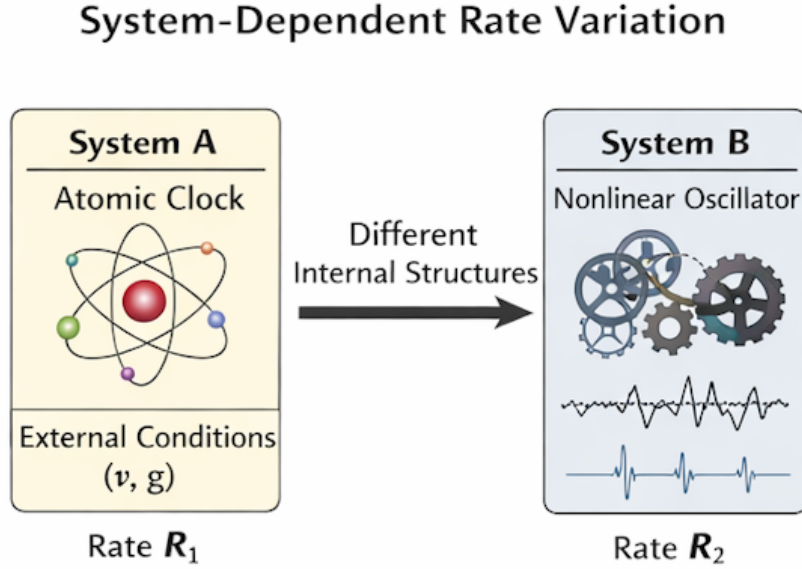 System-Dependent Rate Variation
System A
Atomic Clock
External Conditions
(v, g)
Rate R₁
Different
Internal Structures
System B
Nonlinear Oscillator
Rate R₂